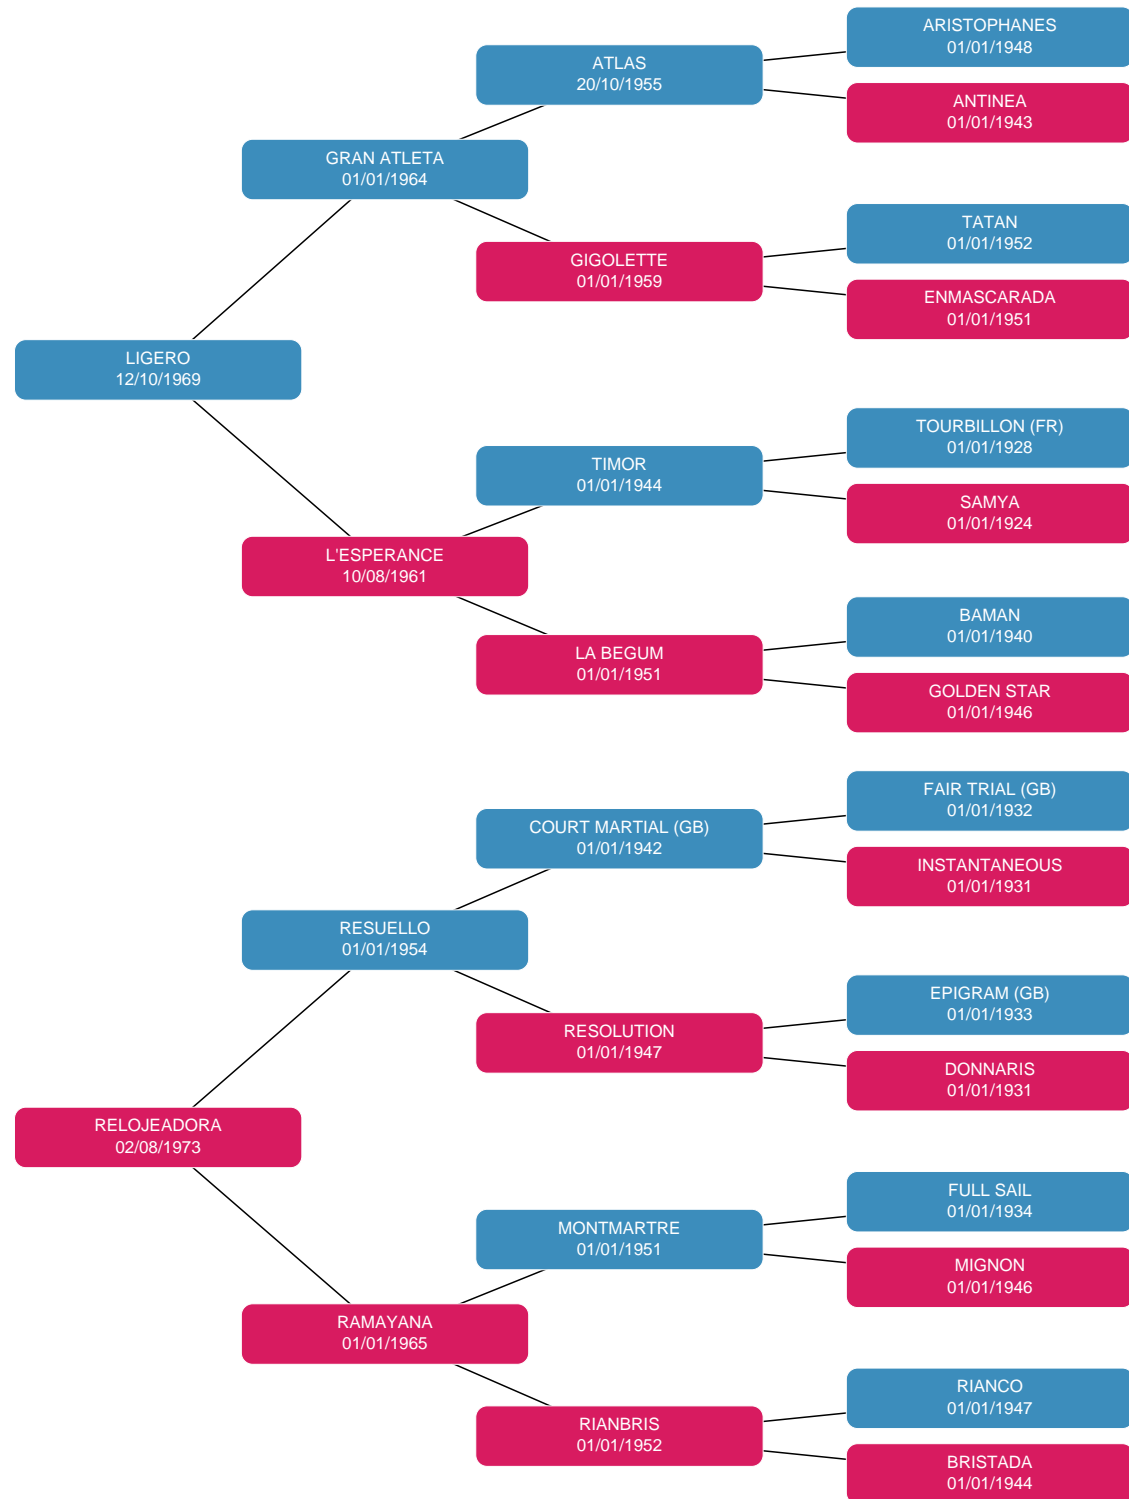 ARISTOPHANES
01/01/1948
ATLAS
20/10/1955
ANTINEA
01/01/1943
GRAN ATLETA
01/01/1964
TATAN
01/01/1952
GIGOLETTE
01/01/1959
ENMASCARADA
01/01/1951
LIGERO
12/10/1969
TOURBILLON (FR)
01/01/1928
TIMOR
01/01/1944
SAMYA
01/01/1924
L'ESPERANCE
10/08/1961
BAMAN
01/01/1940
LA BEGUM
01/01/1951
GOLDEN STAR
01/01/1946
FAIR TRIAL (GB)
01/01/1932
COURT MARTIAL (GB)
01/01/1942
INSTANTANEOUS
01/01/1931
RESUELLO
01/01/1954
EPIGRAM (GB)
01/01/1933
RESOLUTION
01/01/1947
DONNARIS
01/01/1931
RELOJEADORA
02/08/1973
FULL SAIL
01/01/1934
MONTMARTRE
01/01/1951
MIGNON
01/01/1946
RAMAYANA
01/01/1965
RIANCO
01/01/1947
RIANBRIS
01/01/1952
BRISTADA
01/01/1944